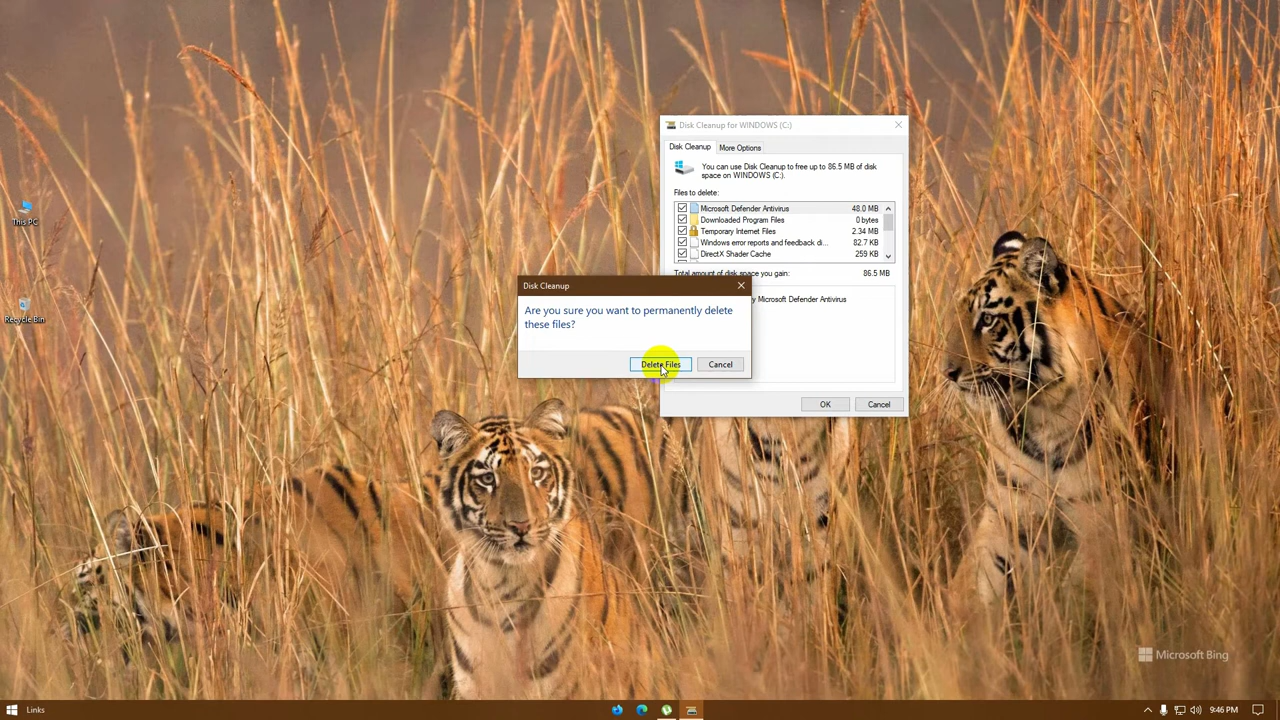 This PC
Recycle Bin
Disk Cleanup for WINDOWS (C:)
Disk Cleanup
More Options
You can use Disk Cleanup to free up to 86.5 MB of disk
space on WINDOWS (C:).
Files to delete:
Microsoft Defender Antivirus 48.0 MB
Downloaded Program Files 0 bytes
Temporary Internet Files 2.34 MB
Windows error reports and feedback di... 82.7 KB
DirectX Shader Cache 259 KB
Total amount of disk space you gain: 86.5 MB
y Microsoft Defender Antivirus
OK
Cancel
Disk Cleanup
Are you sure you want to permanently delete
these files?
Delete Files
Cancel
Microsoft Bing
Links
9:46 PM